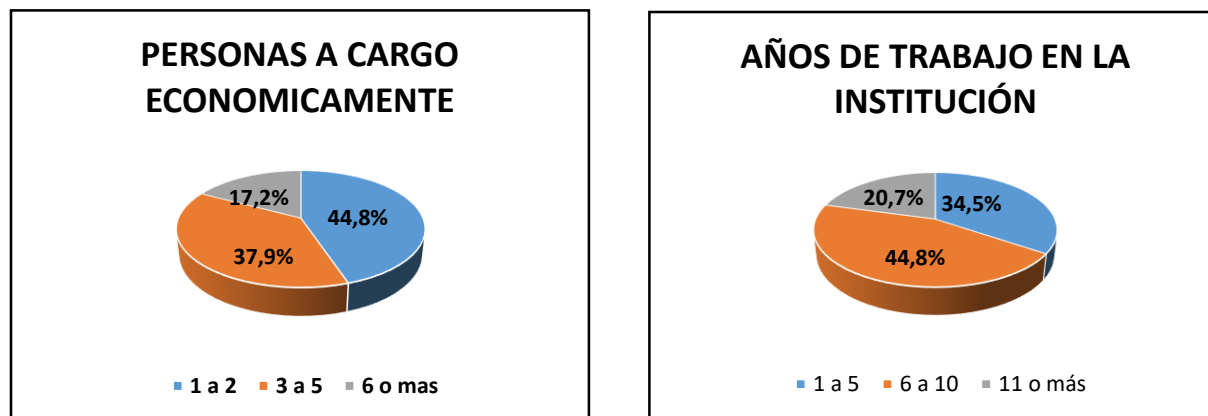 PERSONAS A CARGO
ECONOMICAMENTE
17,2%
44,8%
37,9%
1 a 2 3 a 5 6 o mas
AÑOS DE TRABAJO EN LA
INSTITUCIÓN
20,7%
34,5%
44,8%
1 a 5 6 a 10 11 o más